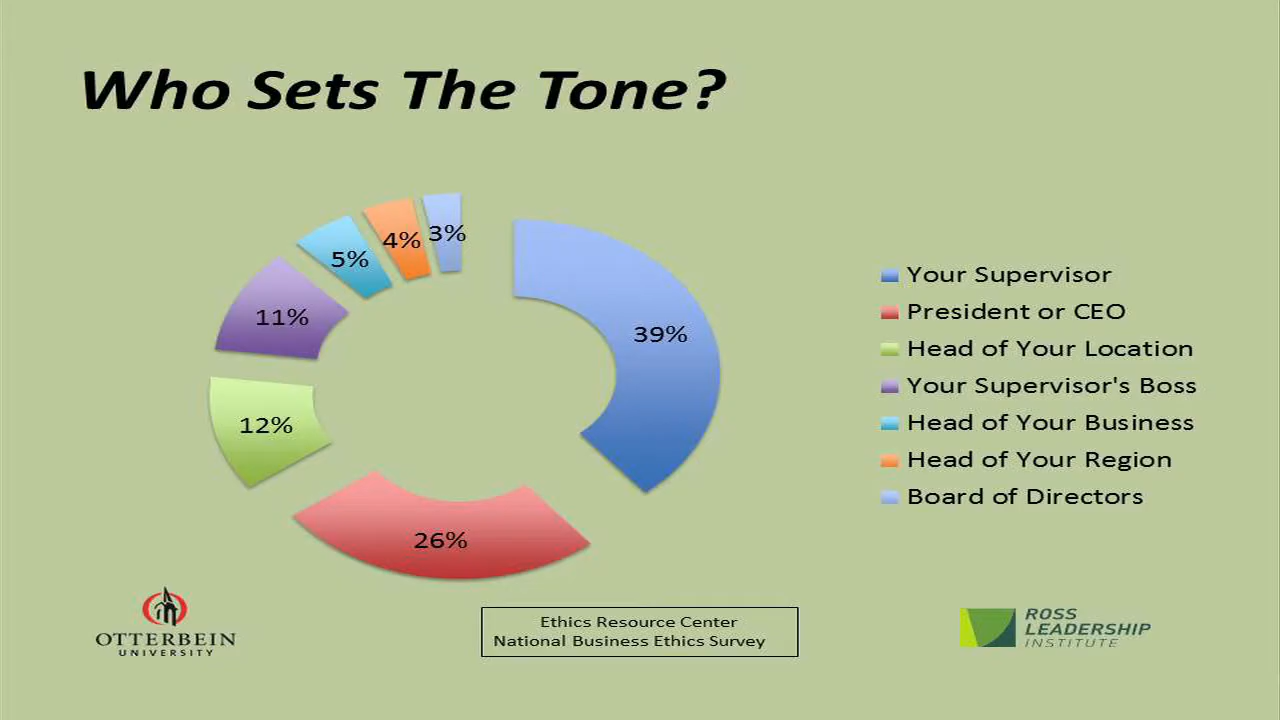 Who Sets The Tone?
3%
4%
5%
11%
12%
26%
39%
Your Supervisor
President or CEO
Head of Your Location
Your Supervisor's Boss
Head of Your Business
Head of Your Region
Board of Directors
OTTERBEIN
UNIVERSITY
Ethics Resource Center
National Business Ethics Survey
ROSS
LEADERSHIP
INSTITUTE